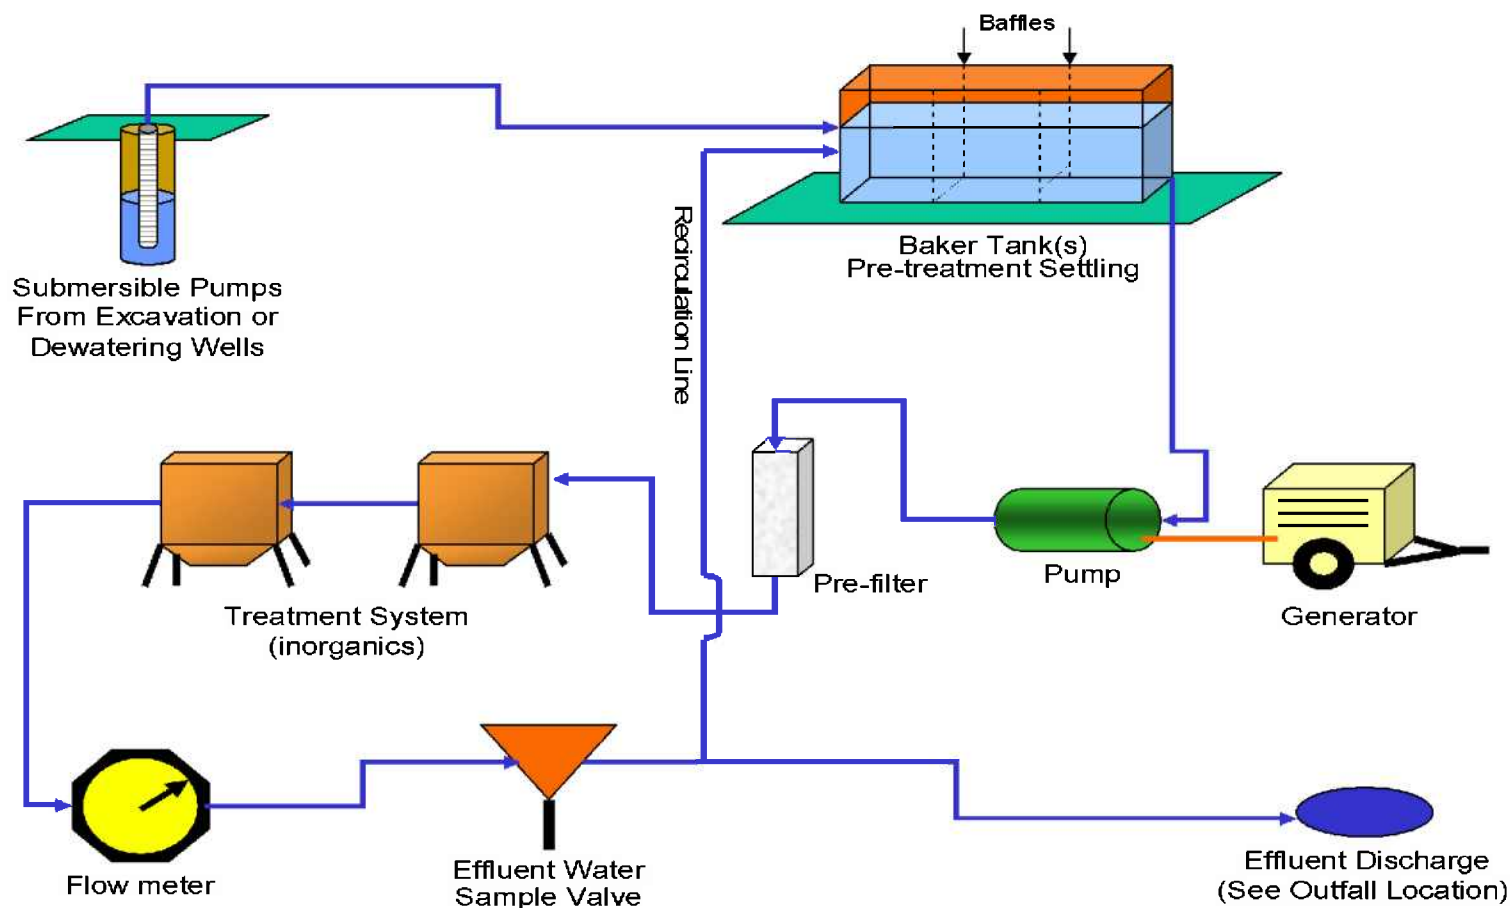 Baffles
Baker Tank(s)
Pre-treatment Settling
Submersible Pumps
From Excavation or
Dewatering Wells
Recirculation Line
Pre-filter
Pump
Generator
Treatment System
(inorganics)
Flow meter
Effluent Water
Sample Valve
Effluent Discharge
(See Outfall Location)